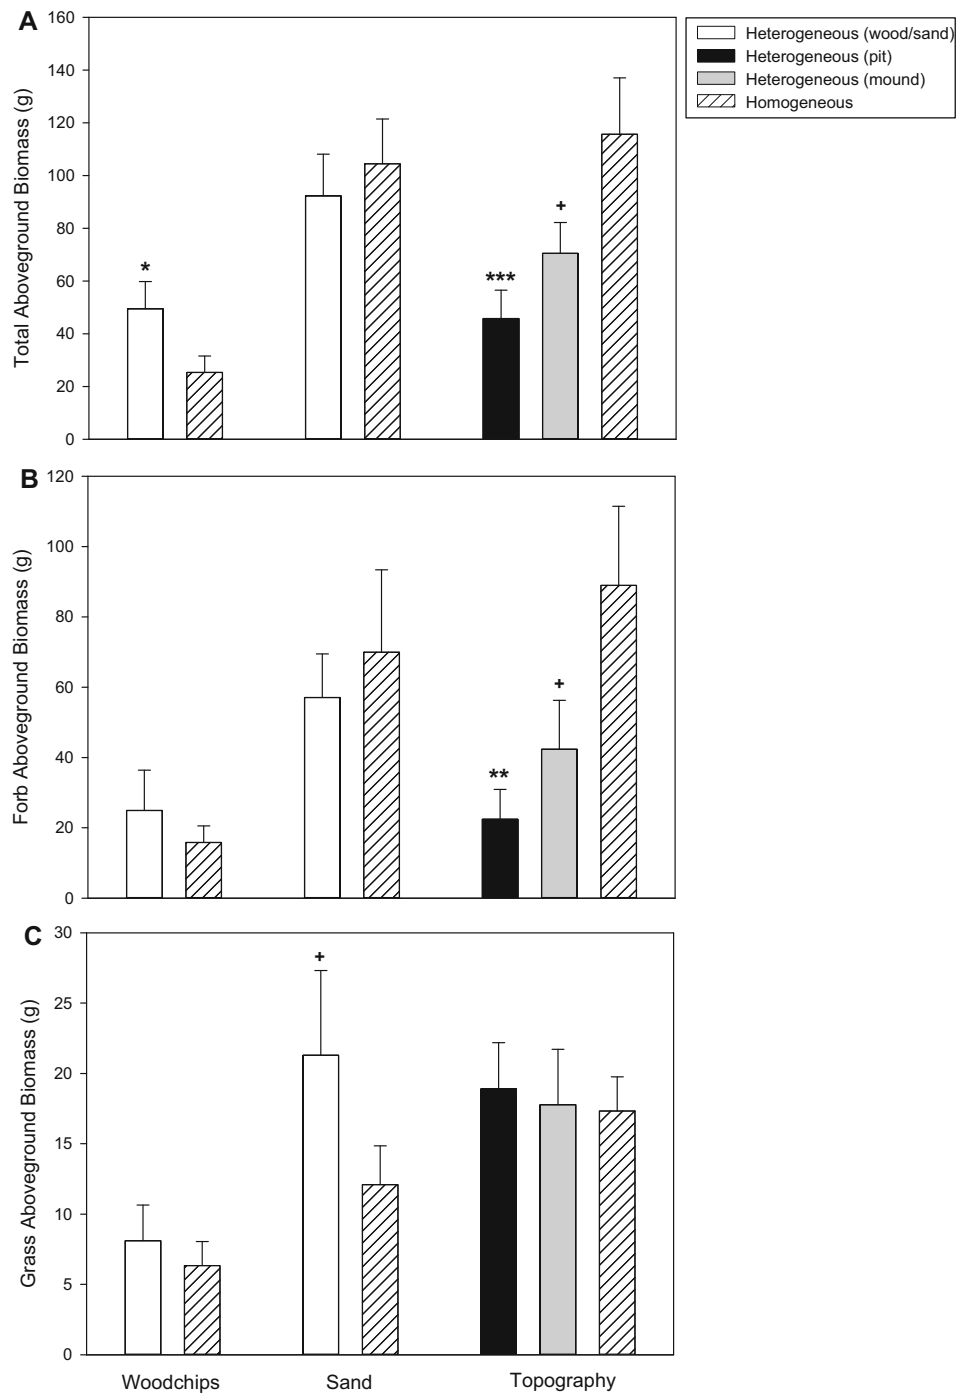 A
160
140
120
100
80
60
40
20
0
Total Aboveground Biomass (g)
*
***
+
Heterogeneous (wood/sand)
Heterogeneous (pit)
Heterogeneous (mound)
Homogeneous
B
120
100
80
60
40
20
0
Forb Aboveground Biomass (g)
**
+
C
30
25
20
15
10
5
0
Grass Aboveground Biomass (g)
+
Woodchips Sand Topography